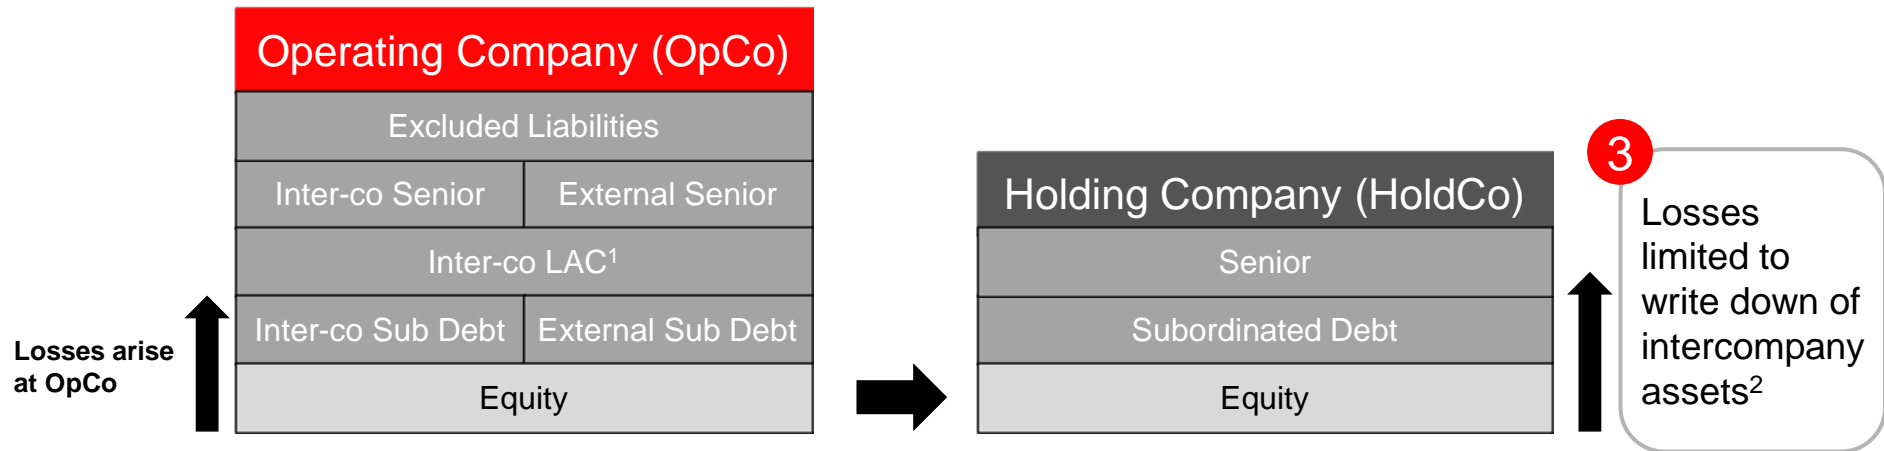 Operating Company (OpCo)
Excluded Liabilities
Inter-co Senior
External Senior
Inter-co LAC¹
Inter-co Sub Debt
External Sub Debt
Equity
Losses arise
at OpCo
Holding Company (HoldCo)
Senior
Subordinated Debt
Equity
3
Losses
limited to
write down of
intercompany
assets²